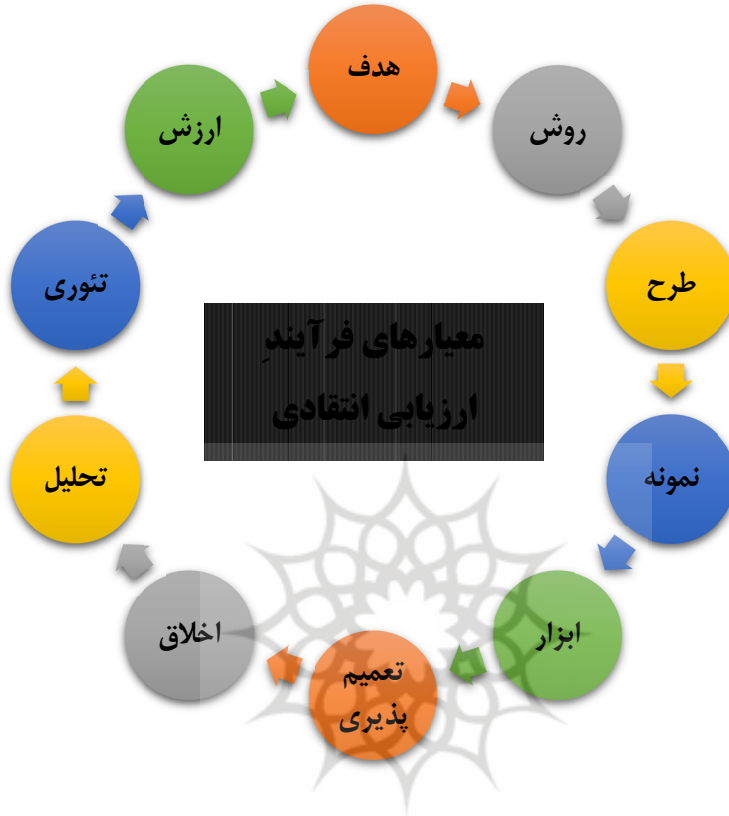 هدف
روش
طرح
نمونه
ابزار
تعمیم
پذیری
اخلاق
تحلیل
تئوری
ارزش
معیارهای فرآیندِ
ارزیابی انتقادی